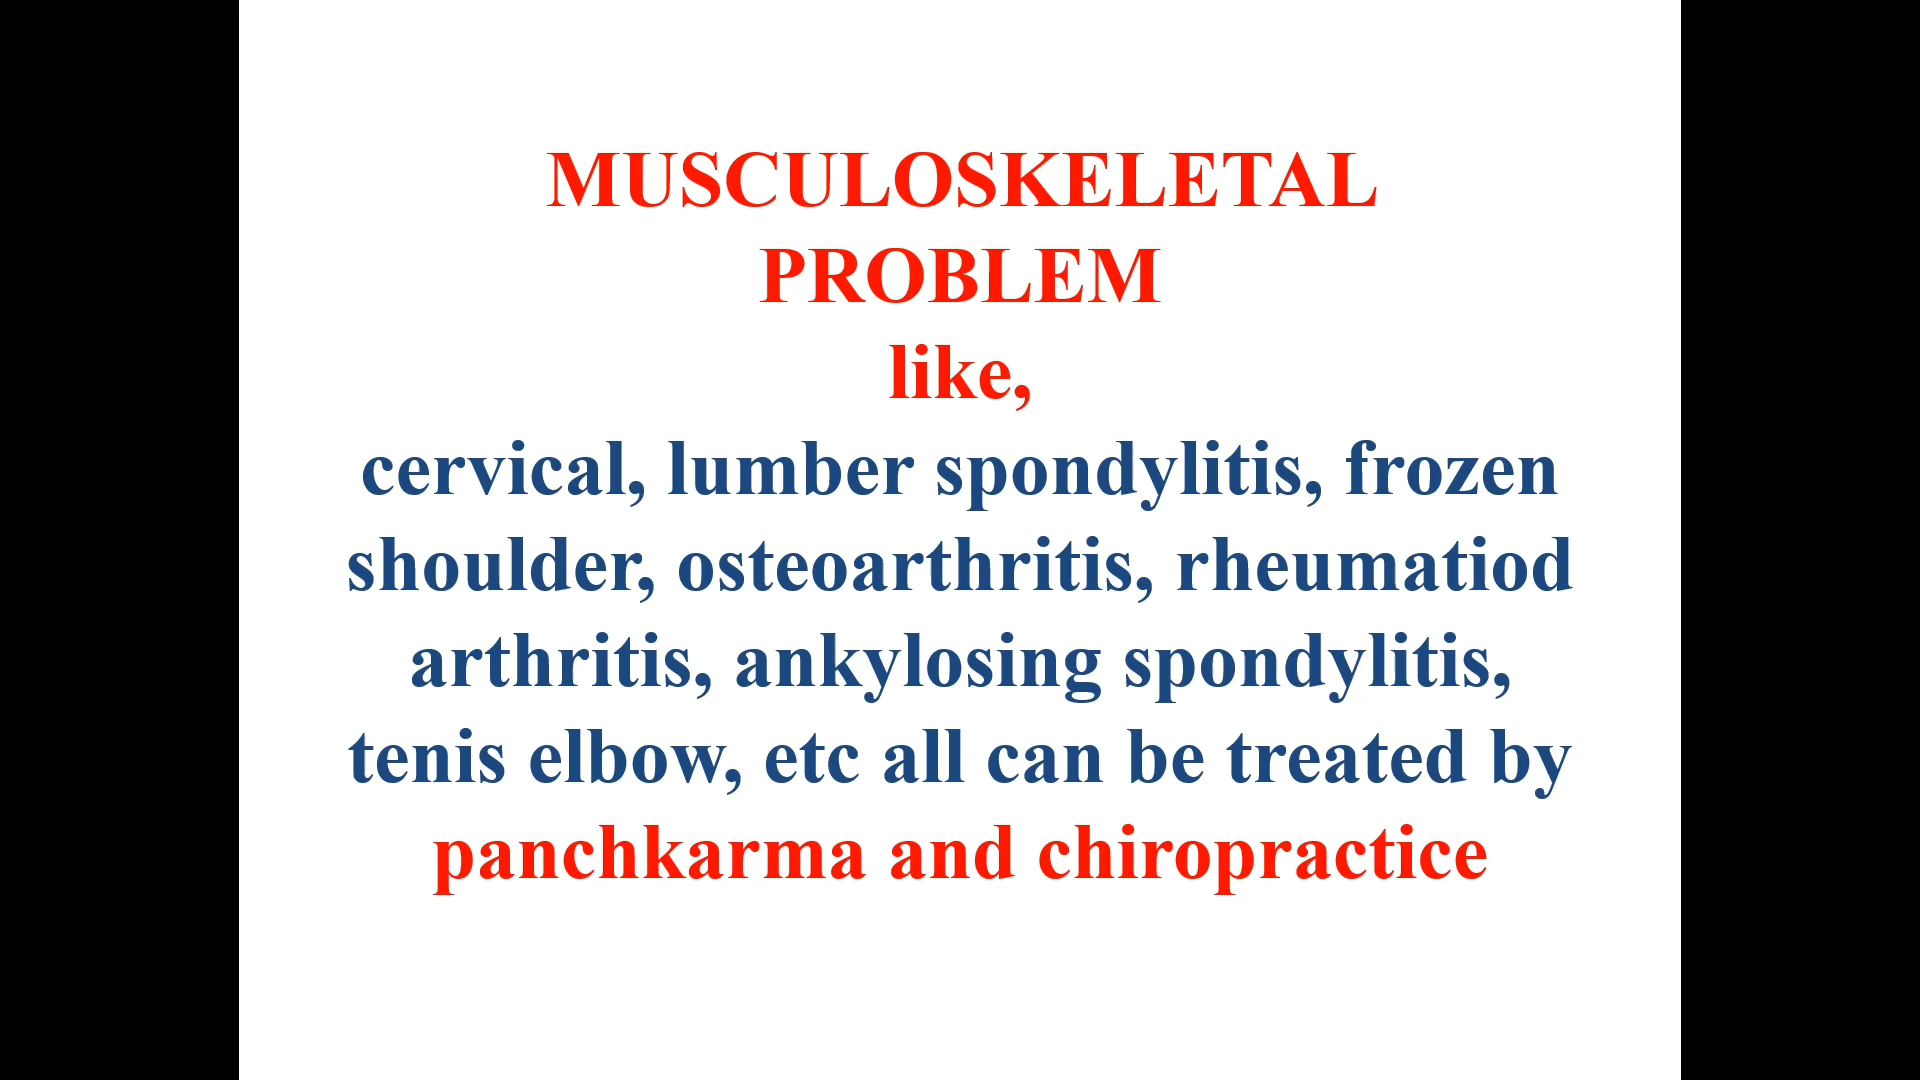 MUSCULOSKELETAL
PROBLEM
like,
cervical, lumber spondylitis, frozen
shoulder, osteoarthritis, rheumatiod
arthritis, ankylosing spondylitis,
tenis elbow, etc all can be treated by
panchkarma and chiropractice